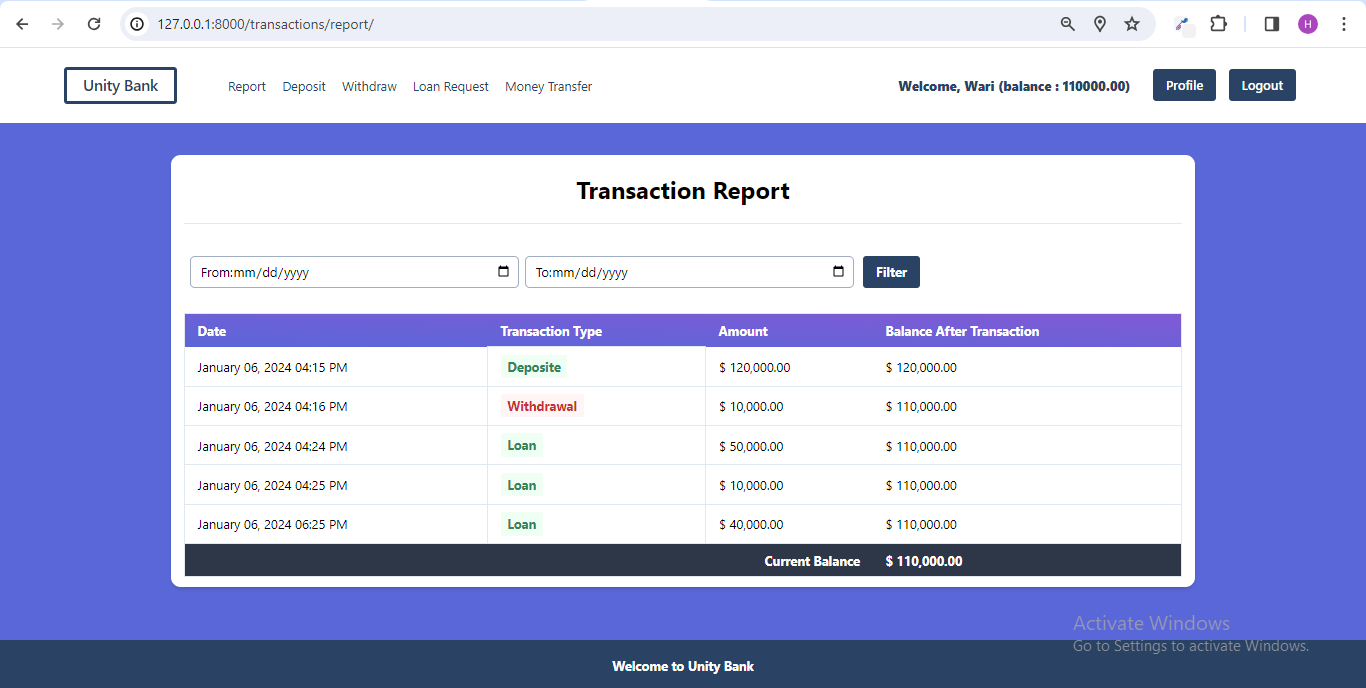 127.0.0.1:8000/transactions/report/
H
Unity Bank Report Deposit Withdraw Loan Request Money Transfer Welcome, Wari (balance : 110000.00) Profile Logout
Transaction Report
From:mm/dd/yyyy To:mm/dd/yyyy Filter
Date Transaction Type Amount Balance After Transaction
January 06, 2024 04:15 PM Deposite $ 120,000.00 $ 120,000.00
January 06, 2024 04:16 PM Withdrawal $ 10,000.00 $ 110,000.00
January 06, 2024 04:24 PM Loan $ 50,000.00 $ 110,000.00
January 06, 2024 04:25 PM Loan $ 10,000.00 $ 110,000.00
January 06, 2024 06:25 PM Loan $ 40,000.00 $ 110,000.00
Current Balance $ 110,000.00
Activate Windows
Go to Settings to activate Windows.
Welcome to Unity Bank